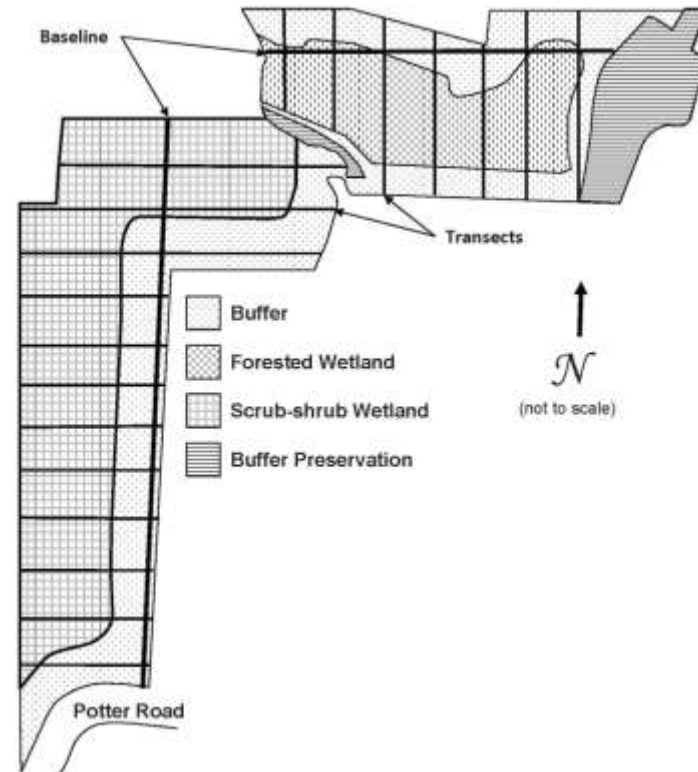 Baseline
Transects
Buffer
Forested Wetland
Scrub-shrub Wetland
Buffer Preservation
N
(not to scale)
Potter Road